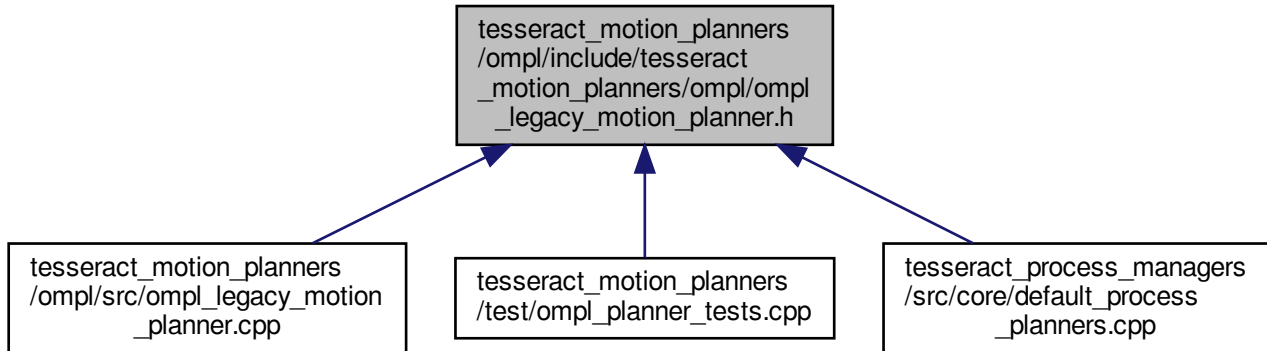 tesseract_motion_planners
/ompl/include/tesseract
_motion_planners/ompl/ompl
_legacy_motion_planner.h
tesseract_motion_planners
/ompl/src/ompl_legacy_motion
_planner.cpp
tesseract_motion_planners
/test/ompl_planner_tests.cpp
tesseract_process_managers
/src/core/default_process
_planners.cpp